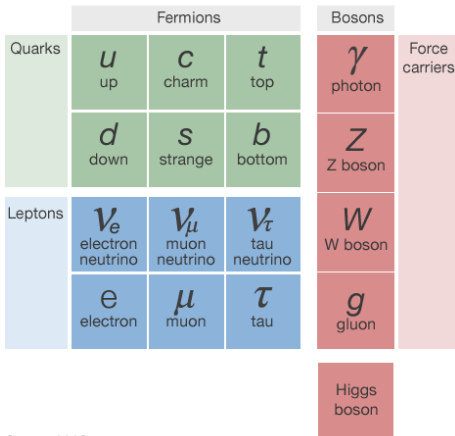 Fermions
Bosons
Quarks
u
up
c
charm
t
top
γ
photon
Force
carriers
d
down
s
strange
b
bottom
Z
Z boson
Leptons
νe
electron
neutrino
νμ
muon
neutrino
ντ
tau
neutrino
W
W boson
e
electron
μ
muon
τ
tau
g
gluon
Higgs
boson